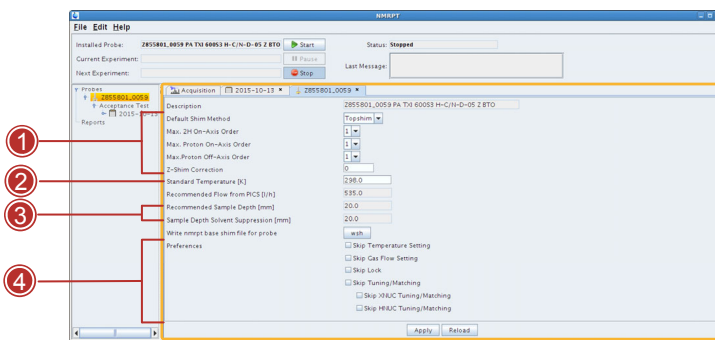 NMRPT
File Edit Help
Installed Probe: Z855801_0059 PA TXI 600S3 H-C/N-D-05 Z BTO Start Status: Stopped
Current Experiment: Pause
Next Experiment: Stop Last Message:
Probes
Z855801_0059
Acceptance Test
2015-10-13
Reports
Acquisition 2015-10-13 Z855801_0059
Description Z855801_0059 PA TXI 600S3 H-C/N-D-05 Z BTO
Default Shim Method Topshim
Max. 2H On-Axis Order 1
Max. Proton On-Axis Order 1
Max.Proton Off-Axis Order 1
Z-Shim Correction 0
Standard Temperature [K] 298.0
Recommended Flow from PICS [l/h] 535.0
Recommended Sample Depth [mm] 20.0
Sample Depth Solvent Suppression [mm] 20.0
Write nmrpt base shim file for probe wsh
Preferences Skip Temperature Setting
Skip Gas Flow Setting
Skip Lock
Skip Tuning/Matching
Skip XNUC Tuning/Matching
Skip HNUC Tuning/Matching
Apply Reload
1
2
3
4